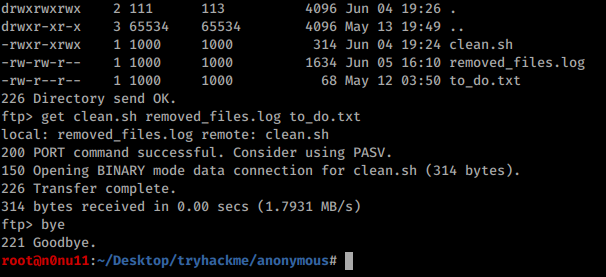 drwxrwxrwx    2 111      113          4096 Jun 04 19:26 .
drwxr-xr-x    3 65534    65534        4096 May 13 19:49 ..
-rwxr-xrwx    1 1000     1000          314 Jun 04 19:24 clean.sh
-rw-rw-r--    1 1000     1000         1634 Jun 05 16:10 removed_files.log
-rw-r--r--    1 1000     1000           68 May 12 03:50 to_do.txt
226 Directory send OK.
ftp> get clean.sh removed_files.log to_do.txt
local: removed_files.log remote: clean.sh
200 PORT command successful. Consider using PASV.
150 Opening BINARY mode data connection for clean.sh (314 bytes).
226 Transfer complete.
314 bytes received in 0.00 secs (1.7931 MB/s)
ftp> bye
221 Goodbye.
root@n0nu11:~/Desktop/tryhackme/anonymous#